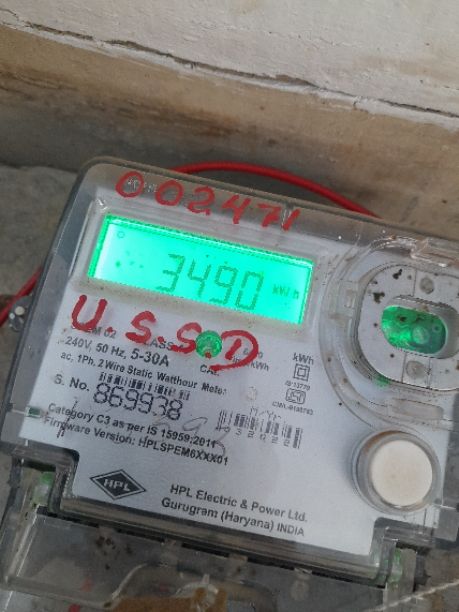 002471
3490 kWh
U.S.S.D
240V, 50 Hz, 5-30A
kWh
ac, 1Ph. 2 Wire Static Watthour Meter
S. No. 869938
Category C3 as per IS 15959:2011
Firmware Version: HPLSPEM6XXX01
HPL
HPL Electric & Power Ltd.
Gurugram (Haryana) INDIA